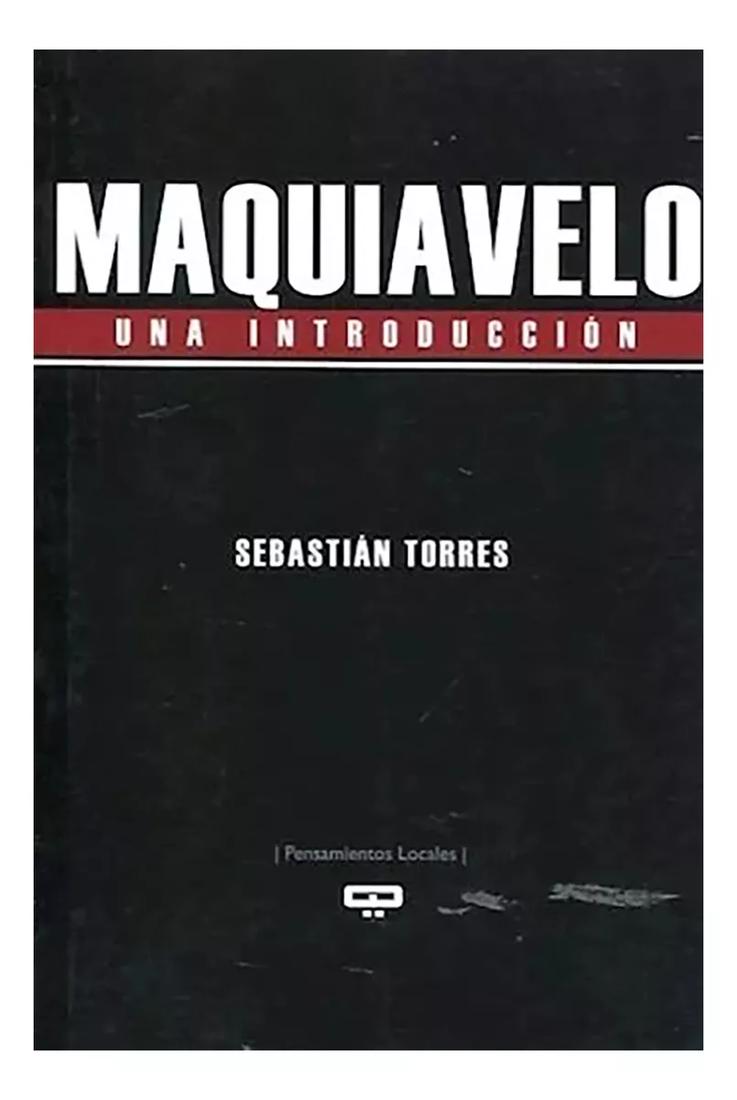 MAQUIAVELO
UNA INTRODUCCIÓN
SEBASTIÁN TORRES
| Pensamientos Locales |